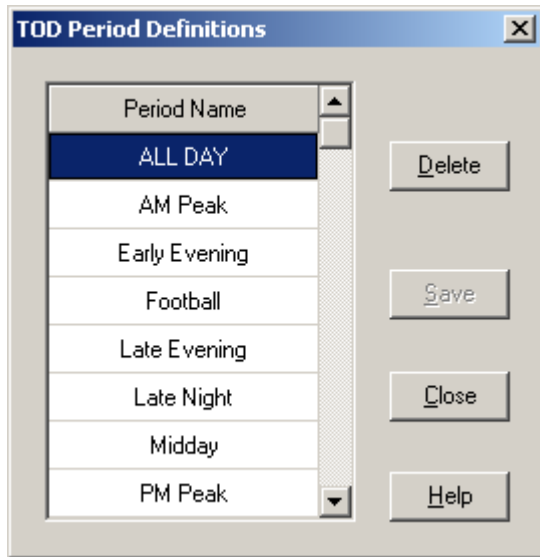 TOD Period Definitions
Period Name
ALL DAY
AM Peak
Early Evening
Football
Late Evening
Late Night
Midday
PM Peak
Delete
Save
Close
Help